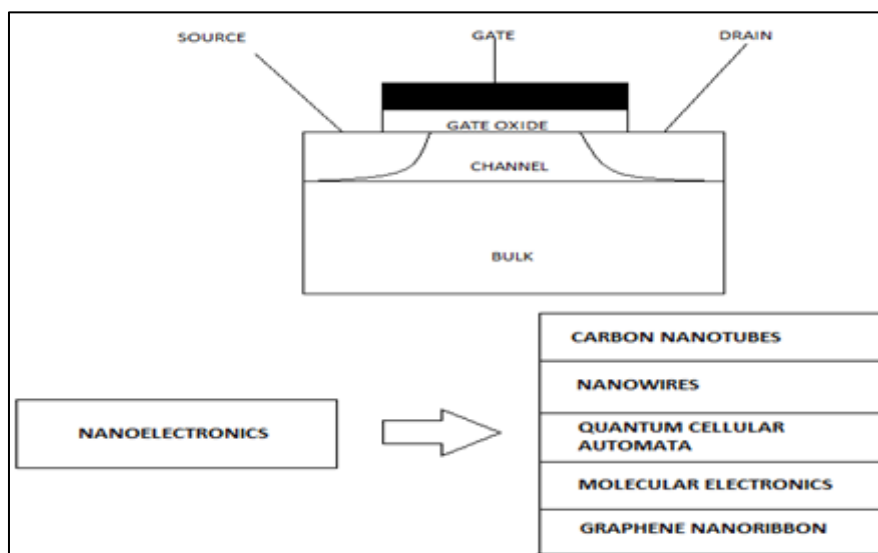 SOURCE GATE DRAIN
GATE OXIDE
CHANNEL
BULK
CARBON NANOTUBES
NANOWIRES
NANOELECTRONICS
QUANTUM CELLULAR
AUTOMATA
MOLECULAR ELECTRONICS
GRAPHENE NANORIBBON